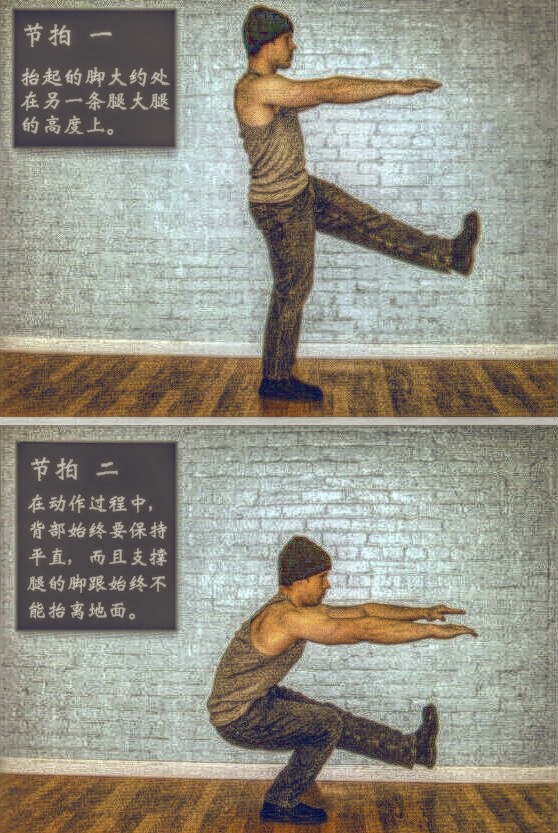 节拍 一
抬起的脚大约处
在另一条腿大腿
的高度上。
节拍 二
在动作过程中，
背部始终要保持
平直，而且支撑
腿的脚跟始终不
能抬离地面。